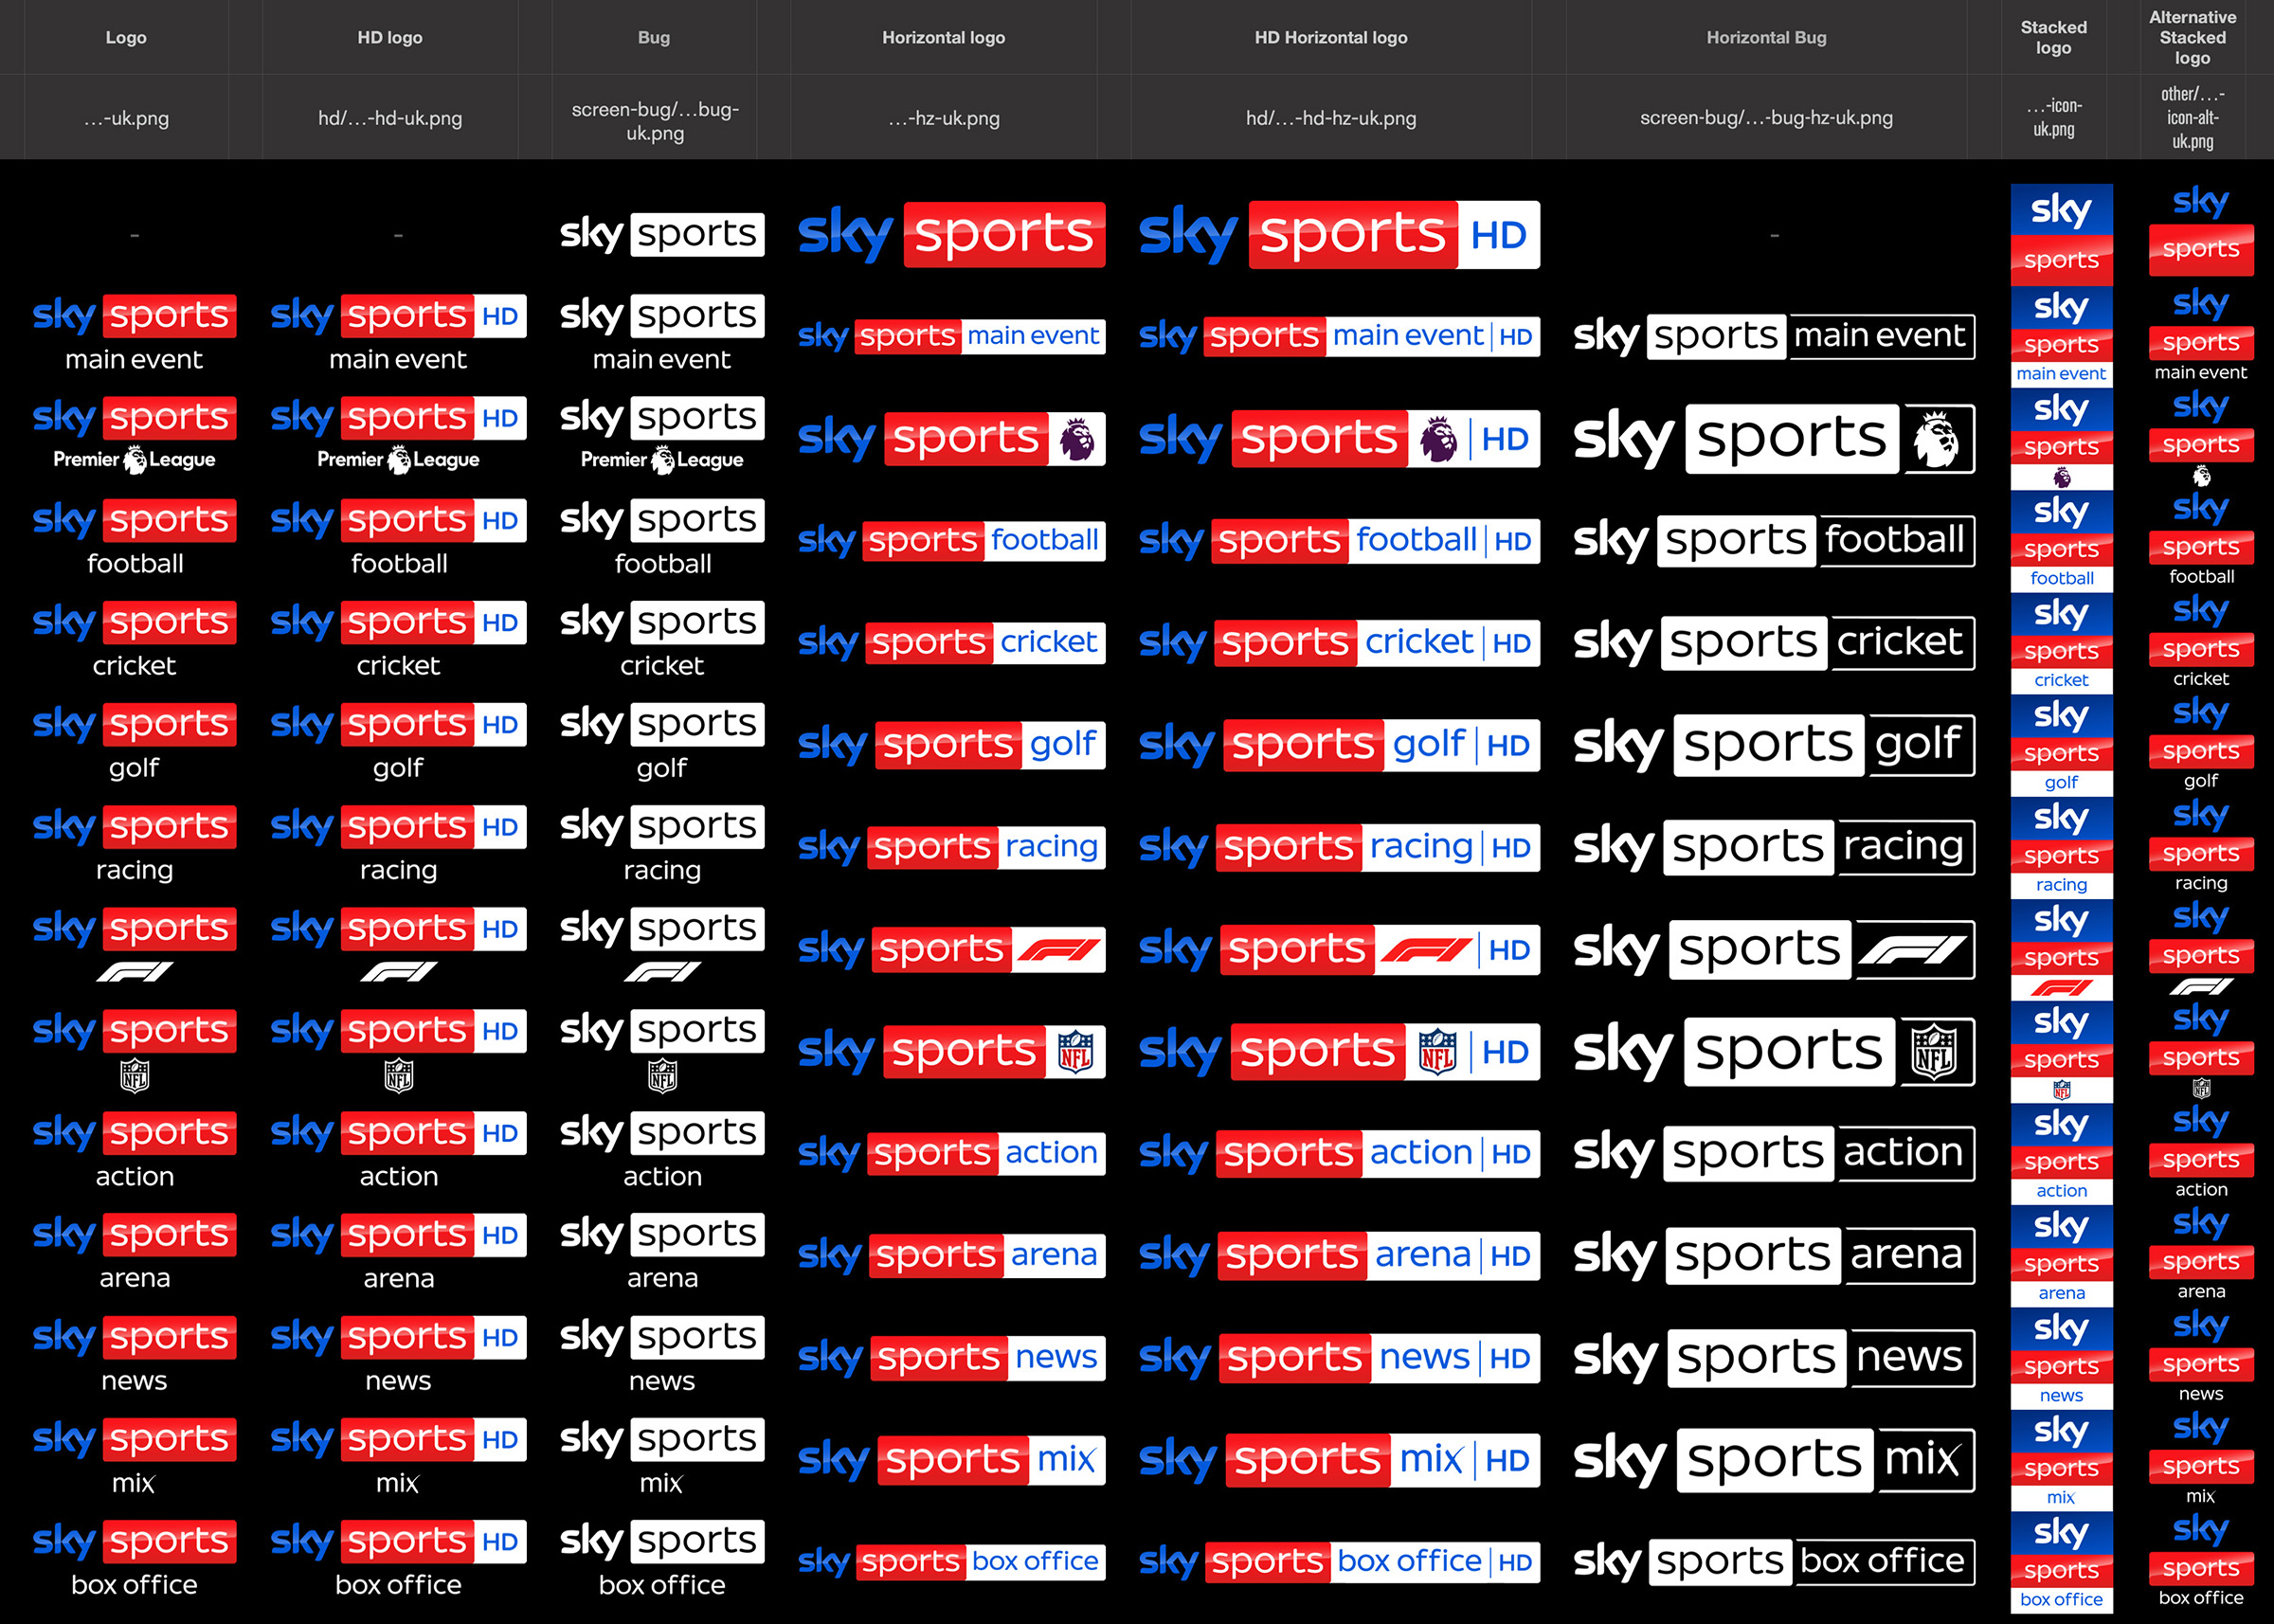 Logo HD logo Bug Horizontal logo HD Horizontal logo Horizontal Bug Stacked logo Alternative Stacked logo
…-uk.png hd/…-hd-uk.png screen-bug/…bug-uk.png …-hz-uk.png hd/…-hd-hz-uk.png screen-bug/…-bug-hz-uk.png …-icon-uk.png other/…-icon-alt-uk.png
- - sky sports sky sports sky sports HD - sky sports sky sports
sky sports main event sky sports HD main event sky sports main event sky sports main event sky sports main event HD sky sports main event sky sports main event sky sports main event
sky sports Premier League sky sports HD Premier League sky sports Premier League sky sports sky sports HD sky sports sky sports sky sports
sky sports football sky sports HD football sky sports football sky sports football sky sports football HD sky sports football sky sports football sky sports football
sky sports cricket sky sports HD cricket sky sports cricket sky sports cricket sky sports cricket HD sky sports cricket sky sports cricket sky sports cricket
sky sports golf sky sports HD golf sky sports golf sky sports golf sky sports golf HD sky sports golf sky sports golf sky sports golf
sky sports racing sky sports HD racing sky sports racing sky sports racing sky sports racing HD sky sports racing sky sports racing sky sports racing
sky sports F1 sky sports HD F1 sky sports F1 sky sports F1 sky sports F1 HD sky sports F1 sky sports F1 sky sports F1
sky sports NFL sky sports HD NFL sky sports NFL sky sports NFL sky sports NFL HD sky sports NFL sky sports NFL sky sports NFL
sky sports action sky sports HD action sky sports action sky sports action sky sports action HD sky sports action sky sports action sky sports action
sky sports arena sky sports HD arena sky sports arena sky sports arena sky sports arena HD sky sports arena sky sports arena sky sports arena
sky sports news sky sports HD news sky sports news sky sports news sky sports news HD sky sports news sky sports news sky sports news
sky sports mix sky sports HD mix sky sports mix sky sports mix sky sports mix HD sky sports mix sky sports mix sky sports mix
sky sports box office sky sports HD box office sky sports box office sky sports box office sky sports box office HD sky sports box office sky sports box office sky sports box office